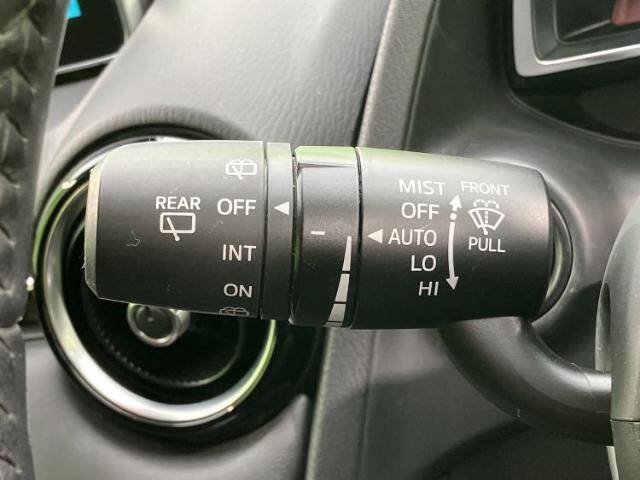 REAR
OFF
INT
ON
MIST
OFF
AUTO
LO
HI
FRONT
PULL